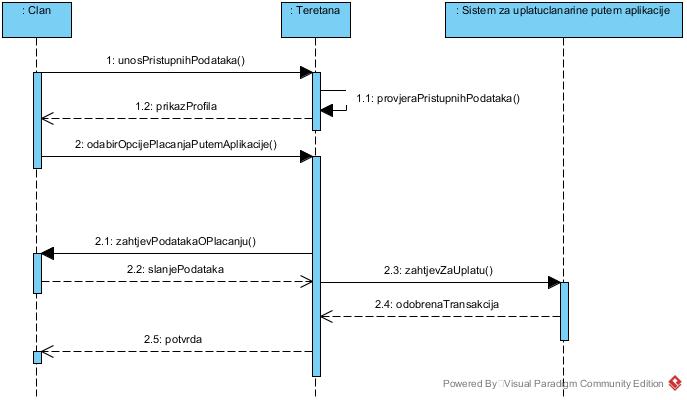 : Clan
: Teretana
: Sistem za uplatuclanarine putem aplikacije
1: unosPristupnihPodataka()
1.1: provjeraPristupnihPodataka()
1.2: prikazProfila
2: odabirOpcijePlacanjaPutemAplikacije()
2.1: zahtjevPodatakaOPlacanju()
2.2: slanjePodataka
2.3: zahtjevZaUplatu()
2.4: odobrenaTransakcija
2.5: potvrda
Powered By Visual Paradigm Community Edition